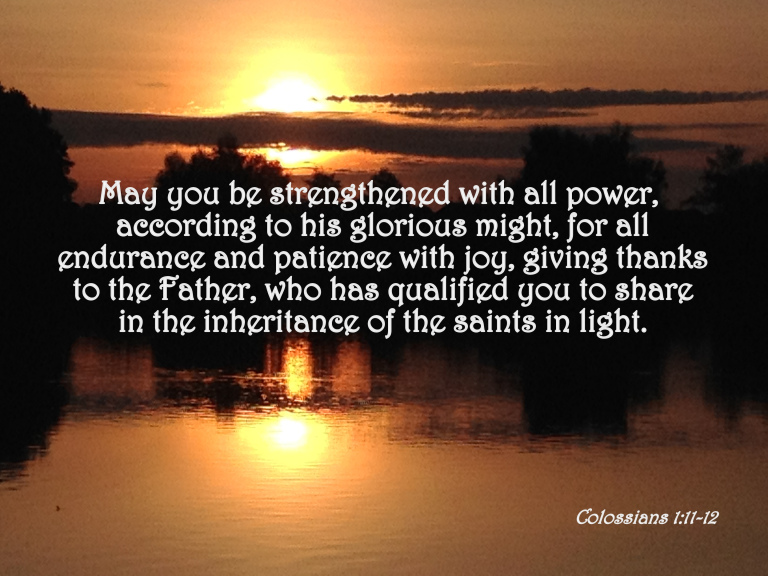 May you be strengthened with all power,
according to his glorious might, for all
endurance and patience with joy, giving thanks
to the Father, who has qualified you to share
in the inheritance of the saints in light.
Colossians 1:11-12